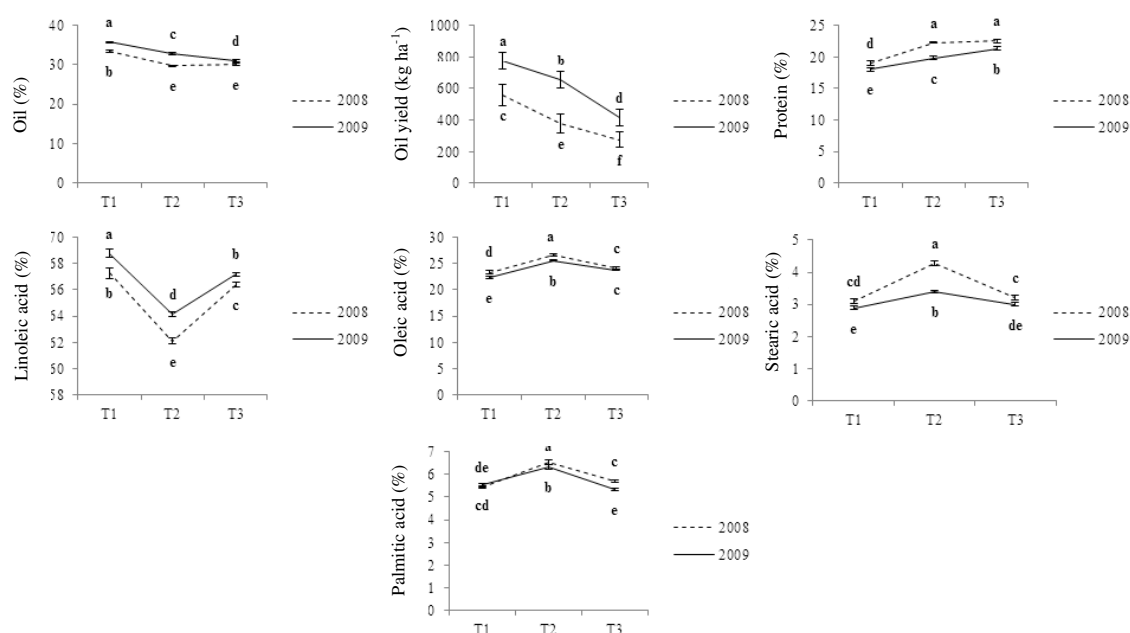 Oil (%)
40
30
20
10
0
a
c
d
b
e
e
T1 T2 T3
2008
2009
Oil yield (kg ha⁻¹)
1000
800
600
400
200
0
a
b
d
c
e
f
T1 T2 T3
2008
2009
Protein (%)
25
20
15
10
5
0
d
a
a
e
c
b
T1 T2 T3
2008
2009
Linoleic acid (%)
70
58
56
54
52
50
58
a
d
b
b
e
c
T1 T2 T3
2008
2009
Oleic acid (%)
30
25
20
15
10
5
0
d
a
c
e
b
c
T1 T2 T3
2008
2009
Stearic acid (%)
5
4
3
2
1
0
cd
a
c
e
b
de
T1 T2 T3
2008
2009
Palmitic acid (%)
7
6
5
4
3
2
1
0
de
a
c
cd
b
e
T1 T2 T3
2008
2009